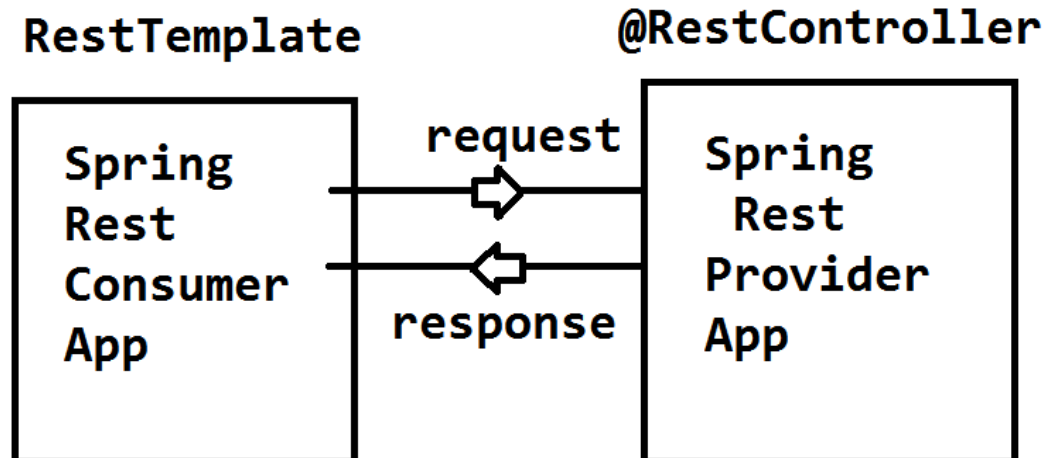 RestTemplate
@RestController
Spring
Rest
Consumer
App
request
response
Spring
Rest
Provider
App